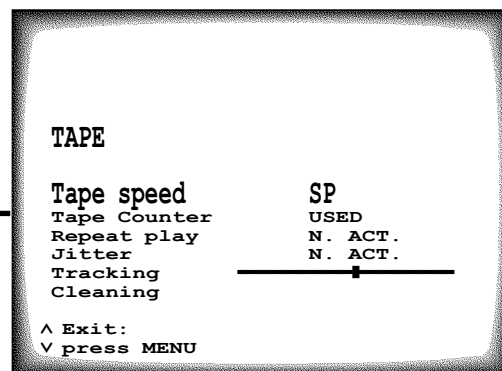 TAPE
Tape speed SP
Tape Counter USED
Repeat play N. ACT.
Jitter N. ACT.
Tracking
Cleaning
^ Exit:
v press MENU